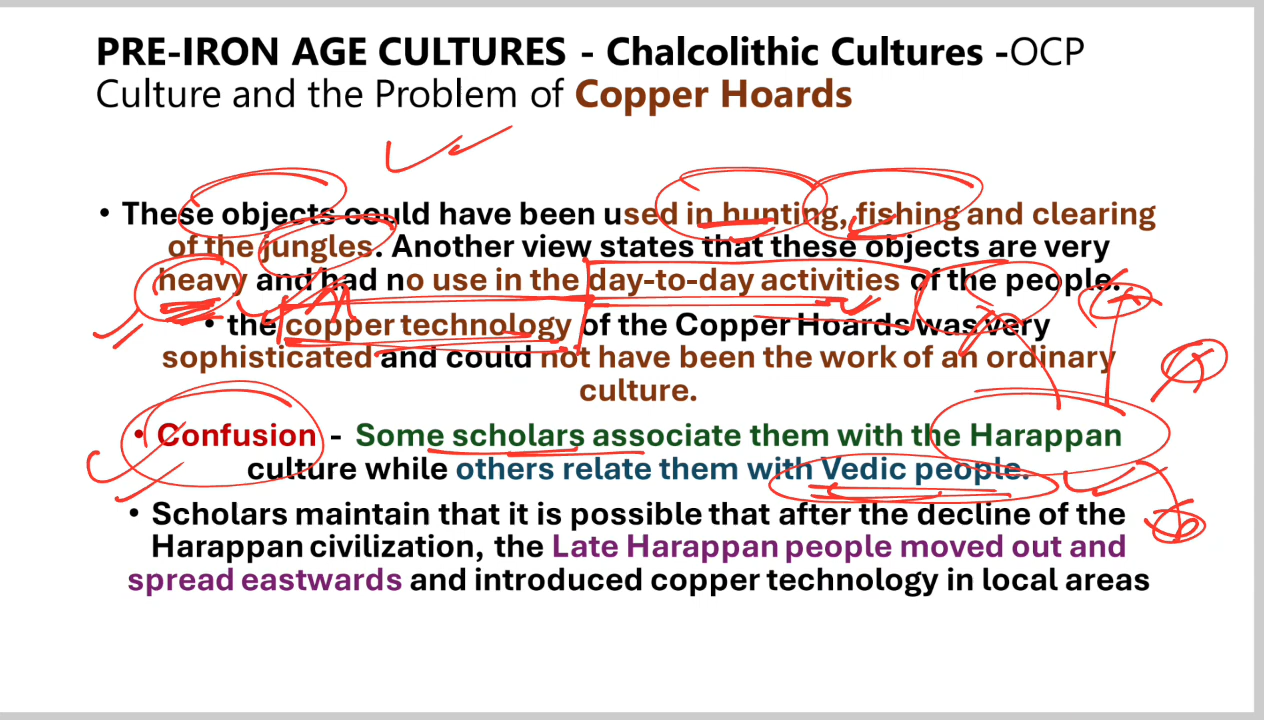 PRE-IRON AGE CULTURES - Chalcolithic Cultures -OCP
Culture and the Problem of Copper Hoards
• These objects could have been used in hunting, fishing and clearing
of the jungles. Another view states that these objects are very
heavy and had no use in the day-to-day activities of the people.
• the copper technology of the Copper Hoards was very
sophisticated and could not have been the work of an ordinary
culture.
• Confusion - Some scholars associate them with the Harappan
culture while others relate them with Vedic people.
• Scholars maintain that it is possible that after the decline of the
Harappan civilization, the Late Harappan people moved out and
spread eastwards and introduced copper technology in local areas